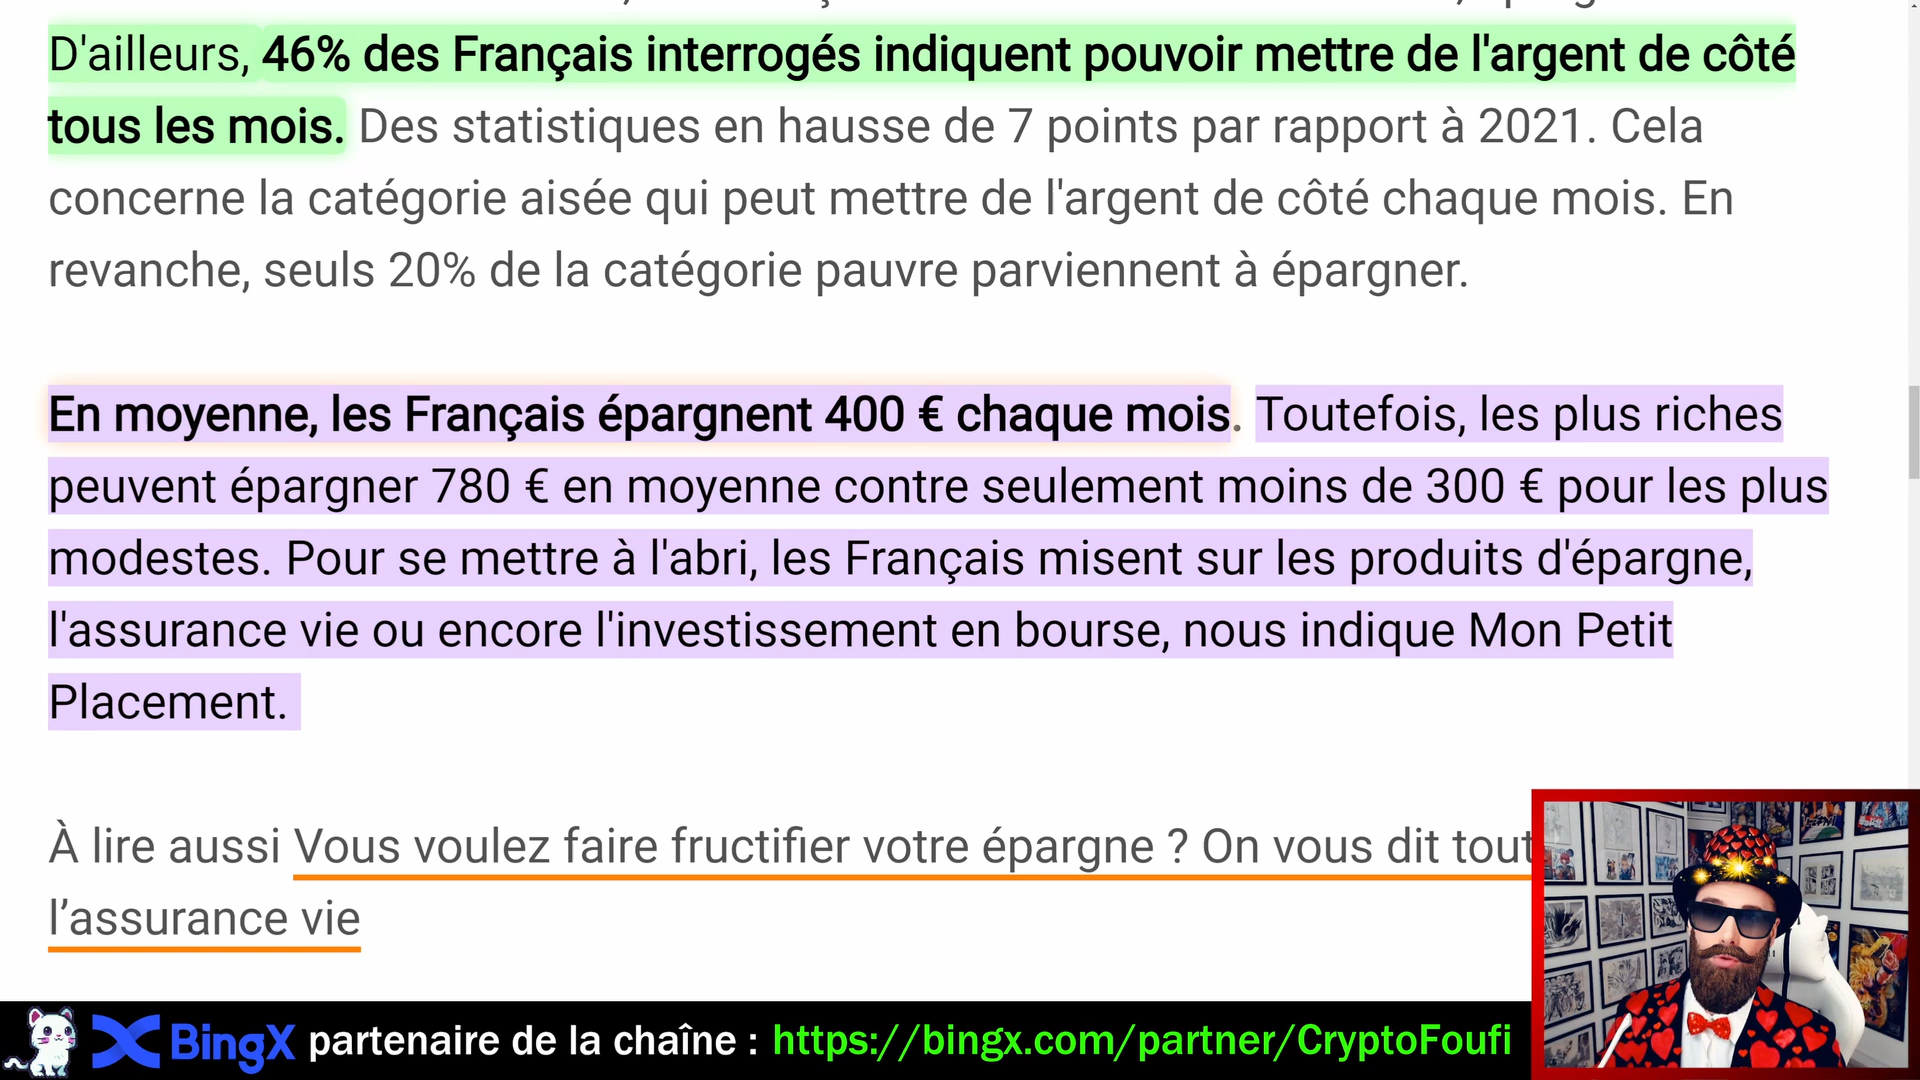 D'ailleurs, 46% des Français interrogés indiquent pouvoir mettre de l'argent de côté
tous les mois. Des statistiques en hausse de 7 points par rapport à 2021. Cela
concerne la catégorie aisée qui peut mettre de l'argent de côté chaque mois. En
revanche, seuls 20% de la catégorie pauvre parviennent à épargner.
En moyenne, les Français épargnent 400 € chaque mois. Toutefois, les plus riches
peuvent épargner 780 € en moyenne contre seulement moins de 300 € pour les plus
modestes. Pour se mettre à l'abri, les Français misent sur les produits d'épargne,
l'assurance vie ou encore l'investissement en bourse, nous indique Mon Petit
Placement.
À lire aussi Vous voulez faire fructifier votre épargne ? On vous dit tout
l’assurance vie
BingX partenaire de la chaîne : https://bingx.com/partner/CryptoFoufi